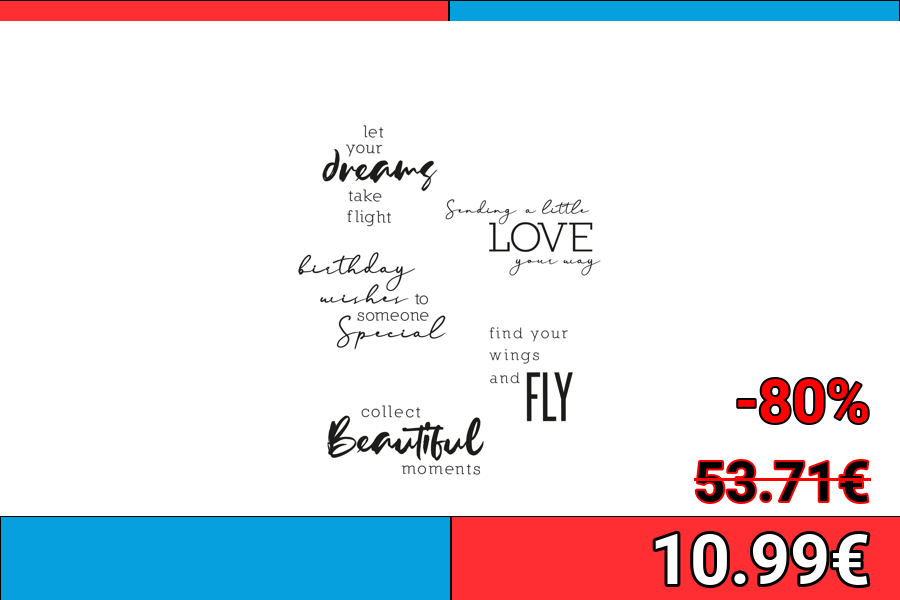 let
your
dreams
take
flight
Sending a little
LOVE
your way
birthday
wishes to
someone
Special
find your
wings
and FLY
collect
Beautiful
moments
-80%
53.71€
10.99€